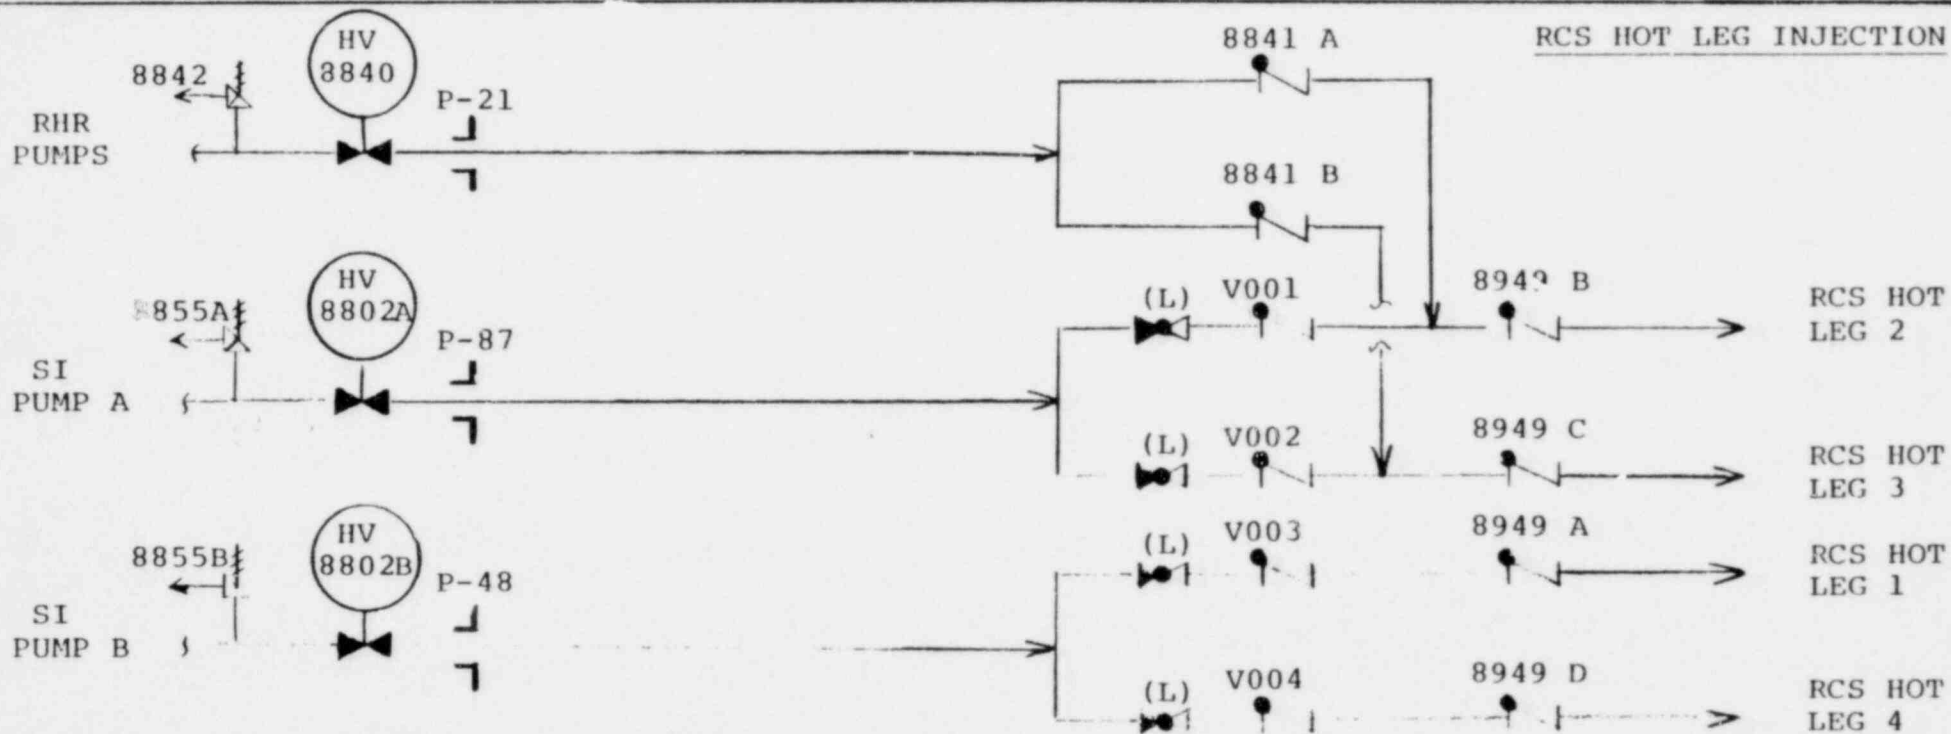 RCS HOT LEG INJECTION
8841 A
HV
8840
8842
P-21
RHR
PUMPS
8841 B
HV
8802A
8855A
P-87
SI
PUMP A
(L)
V001
8949 B
RCS HOT
LEG 2
(L)
V002
8949 C
RCS HOT
LEG 3
HV
8802B
8855B
P-48
SI
PUMP B
(L)
V003
8949 A
RCS HOT
LEG 1
(L)
V004
8949 D
RCS HOT
LEG 4